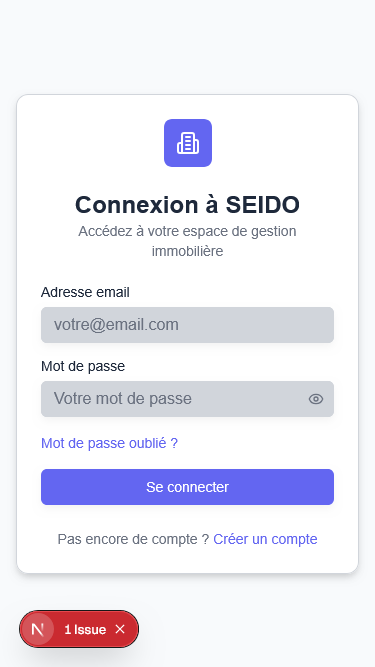 Connexion à SEIDO
Accédez à votre espace de gestion
immobilière
Adresse email
votre@email.com
Mot de passe
Votre mot de passe
Mot de passe oublié ?
Se connecter
Pas encore de compte ? Créer un compte
N 1 Issue